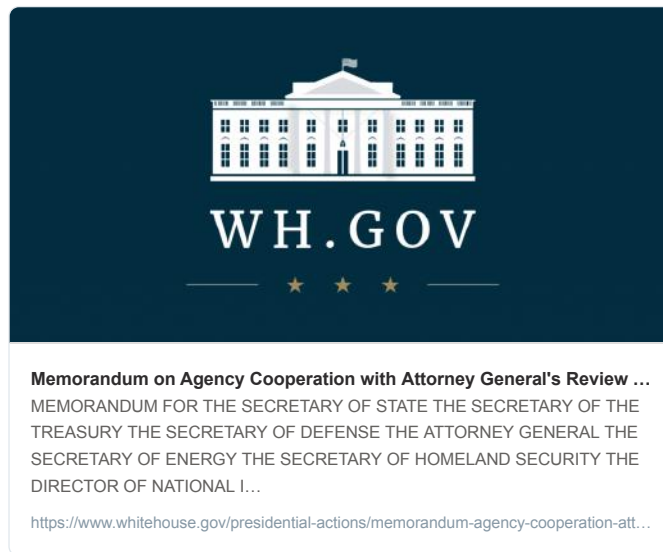 WH.GOV
Memorandum on Agency Cooperation with Attorney General's Review …
MEMORANDUM FOR THE SECRETARY OF STATE THE SECRETARY OF THE
TREASURY THE SECRETARY OF DEFENSE THE ATTORNEY GENERAL THE
SECRETARY OF ENERGY THE SECRETARY OF HOMELAND SECURITY THE
DIRECTOR OF NATIONAL I…
https://www.whitehouse.gov/presidential-actions/memorandum-agency-cooperation-att…